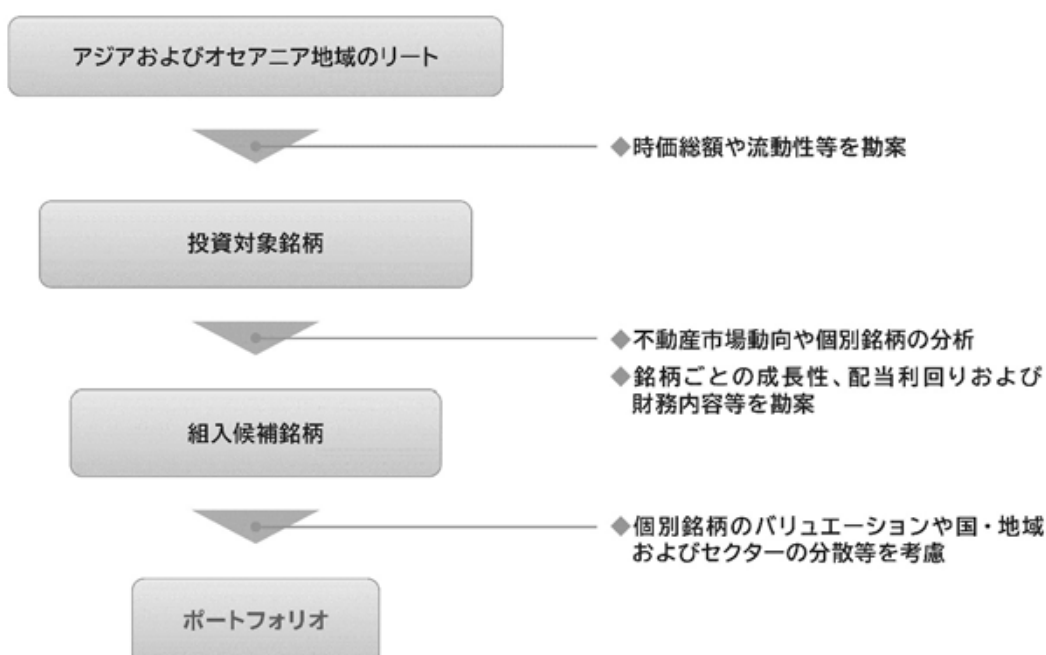 アジアおよびオセアニア地域のリート
◆時価総額や流動性等を勘案
投資対象銘柄
◆不動産市場動向や個別銘柄の分析
◆銘柄ごとの成長性、配当利回りおよび
財務内容等を勘案
組入候補銘柄
◆個別銘柄のバリュエーションや国・地域
およびセクターの分散等を考慮
ポートフォリオ